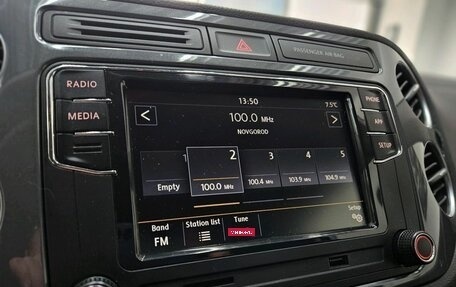 PASSENGER AIR BAG
RADIO
MEDIA
PHONE
APP
SETUP
13:50
7.5°C
<
100.0 MHz
>
NOVGOROD
1
2
3
4
5
Empty
100.0 MHz
100.4 MHz
103.9 MHz
104.9 MHz
Band
FM
Station list
Tune
Setup